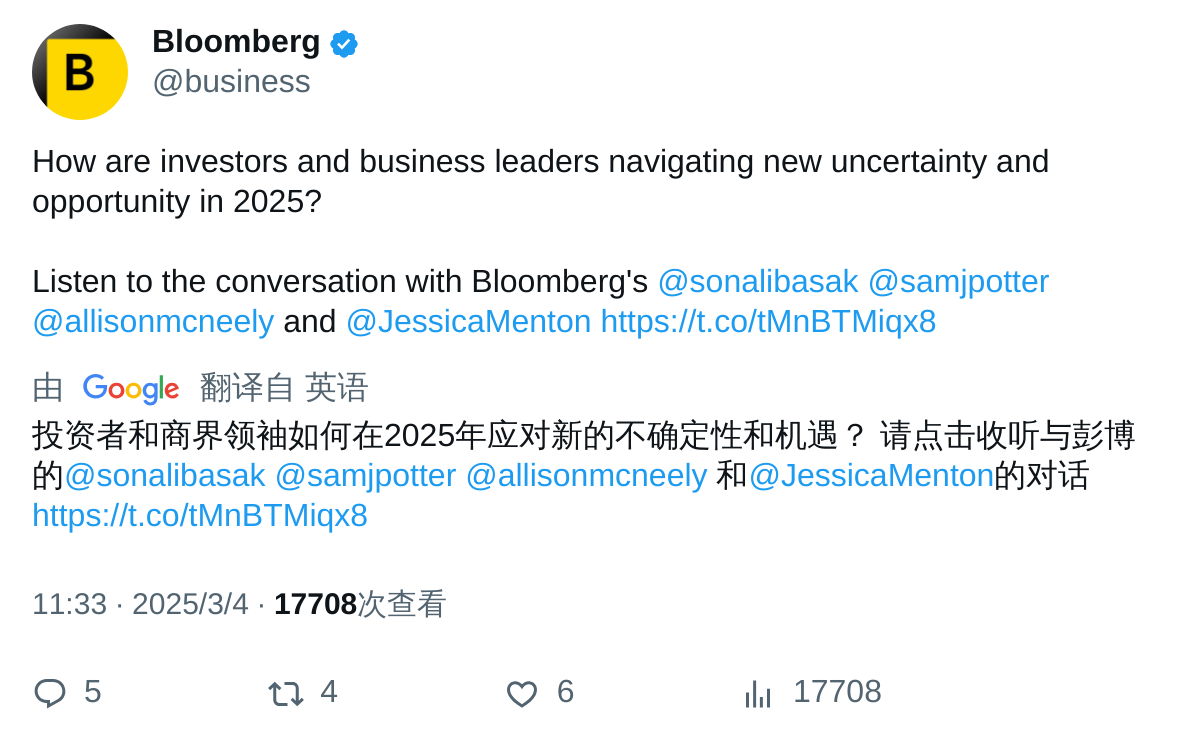 B
Bloomberg
@business
How are investors and business leaders navigating new uncertainty and
opportunity in 2025?
Listen to the conversation with Bloomberg's @sonalibasak @samjpotter
@allisonmcneely and @JessicaMenton https://t.co/tMnBTMiqx8
由 Google 翻译自 英语
投资者和商界领袖如何在2025年应对新的不确定性和机遇？ 请点击收听与彭博
的@sonalibasak @samjpotter @allisonmcneely 和@JessicaMenton的对话
https://t.co/tMnBTMiqx8
11:33 · 2025/3/4 · 17708次查看
5 4 6 17708